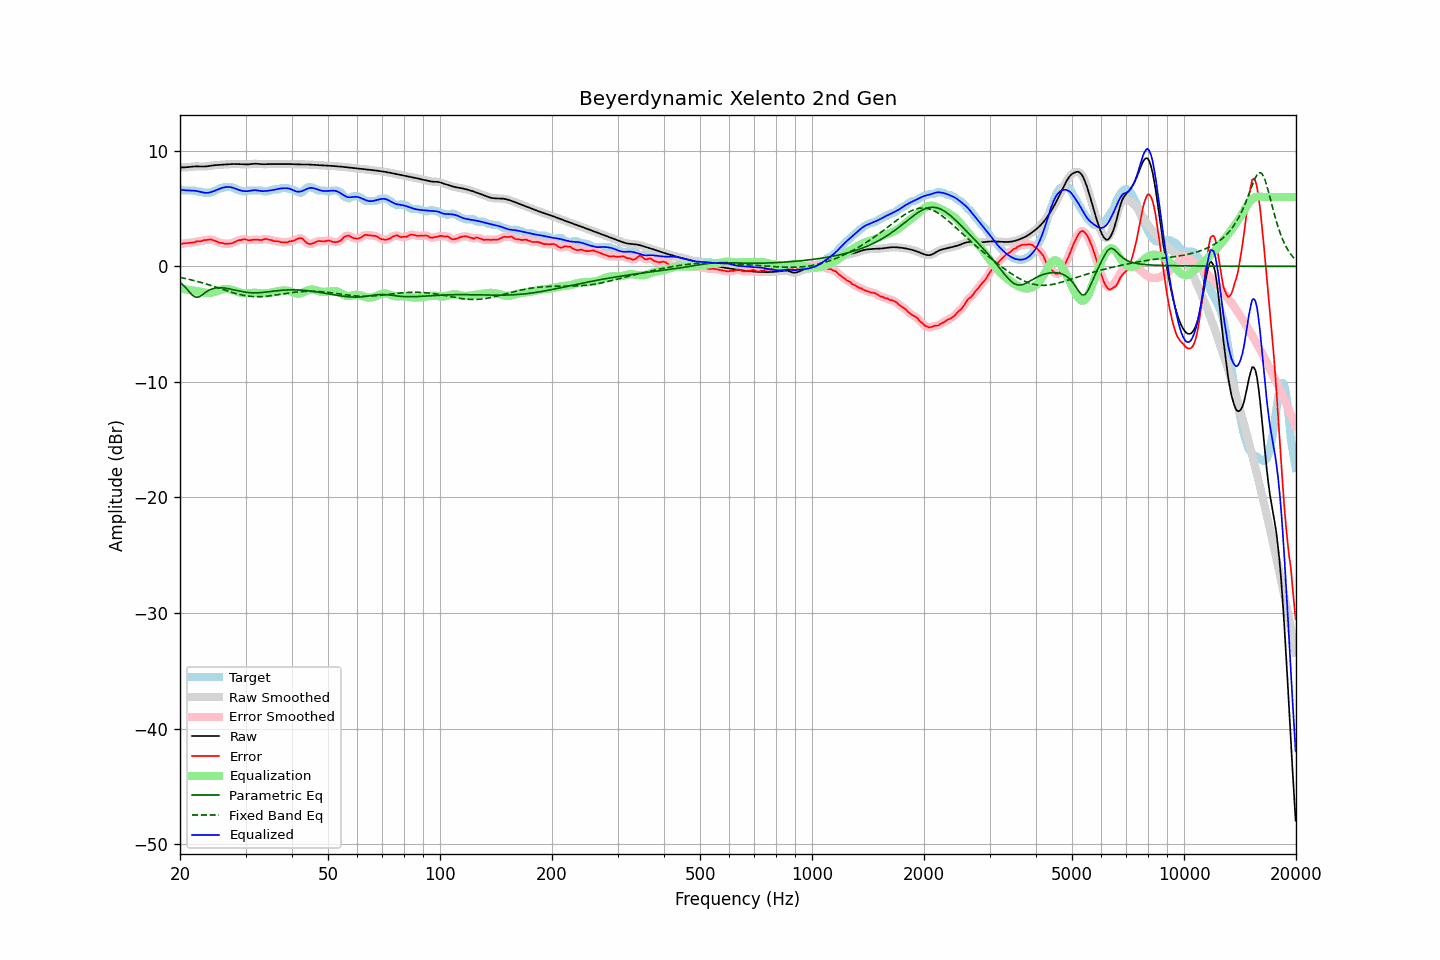 Beyerdynamic Xelento 2nd Gen
Amplitude (dBr)
10
0
−10
−20
−30
−40
−50
Target
Raw Smoothed
Error Smoothed
Raw
Error
Equalization
Parametric Eq
Fixed Band Eq
Equalized
20 50 100 200 500 1000 2000 5000 10000 20000
Frequency (Hz)